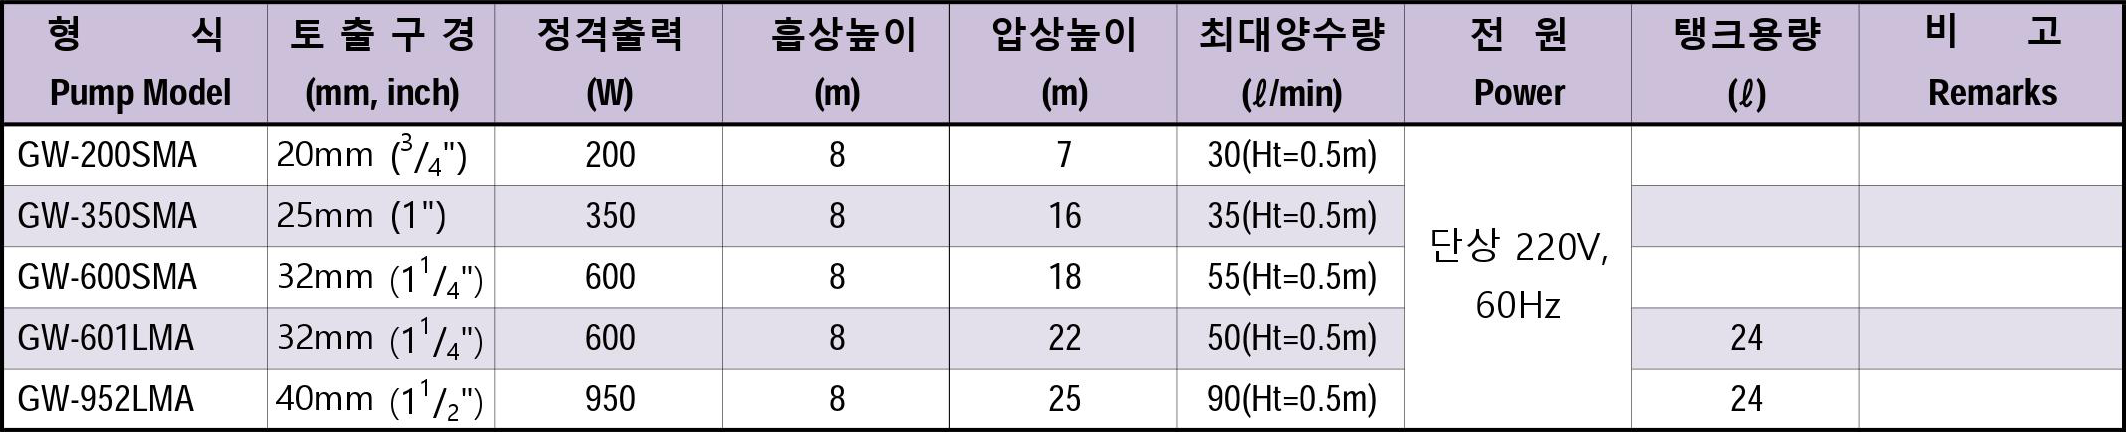 형 식 토 출 구 경 정격출력 흡상높이 압상높이 최대양수량 전 원 탱크용량 비 고
Pump Model (mm, inch) (W) (m) (m) (ℓ/min) Power (ℓ) Remarks
GW-200SMA 20mm (3/4") 200 8 7 30(Ht=0.5m)
GW-350SMA 25mm (1") 350 8 16 35(Ht=0.5m)
단상 220V,
GW-600SMA 32mm (1 1/4") 600 8 18 55(Ht=0.5m)
60Hz
GW-601LMA 32mm (1 1/4") 600 8 22 50(Ht=0.5m) 24
GW-952LMA 40mm (1 1/2") 950 8 25 90(Ht=0.5m) 24